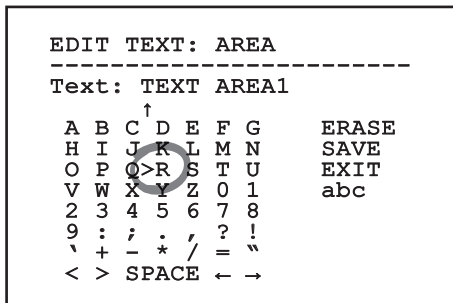 EDIT TEXT: AREA
------------------------
Text: TEXT AREA1
↑
A B C D E F G ERASE
H I J K L M N SAVE
O P Q>R S T U EXIT
V W X Y Z 0 1 abc
2 3 4 5 6 7 8
9 : ; . , ? !
‵ + - * / = ‶
< > SPACE ← →